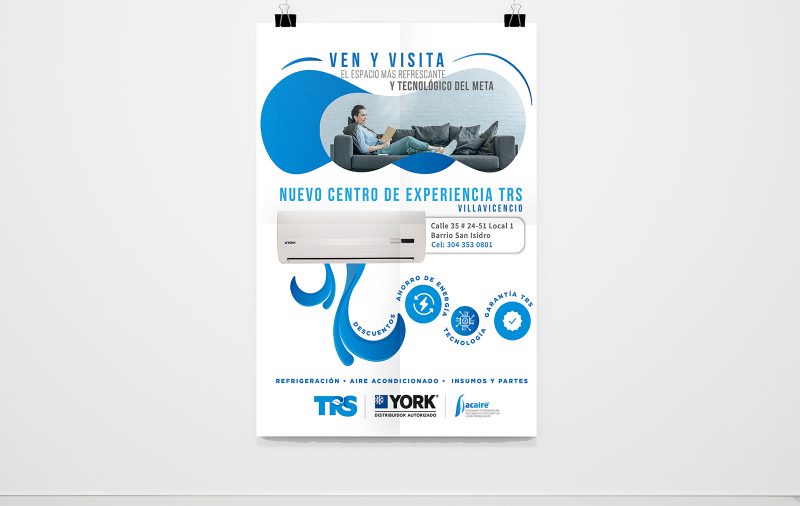 VEN Y VISITA
EL ESPACIO MÁS REFRESCANTE
Y TECNOLÓGICO DEL META
NUEVO CENTRO DE EXPERIENCIA TRS
VILLAVICENCIO
YORK
Calle 35 # 24-51 Local 1
Barrio San Isidro
Cel: 304 353 0801
DESCUENTOS
AHORRO DE ENERGÍA
TECNOLOGÍA
GARANTÍA TRS
REFRIGERACIÓN • AIRE ACONDICIONADO • INSUMOS Y PARTES
TRS
YORK®
DISTRIBUIDOR AUTORIZADO
acaire